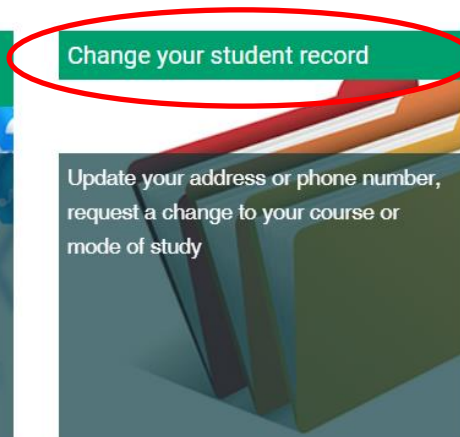 Change your student record
Update your address or phone number,
request a change to your course or
mode of study